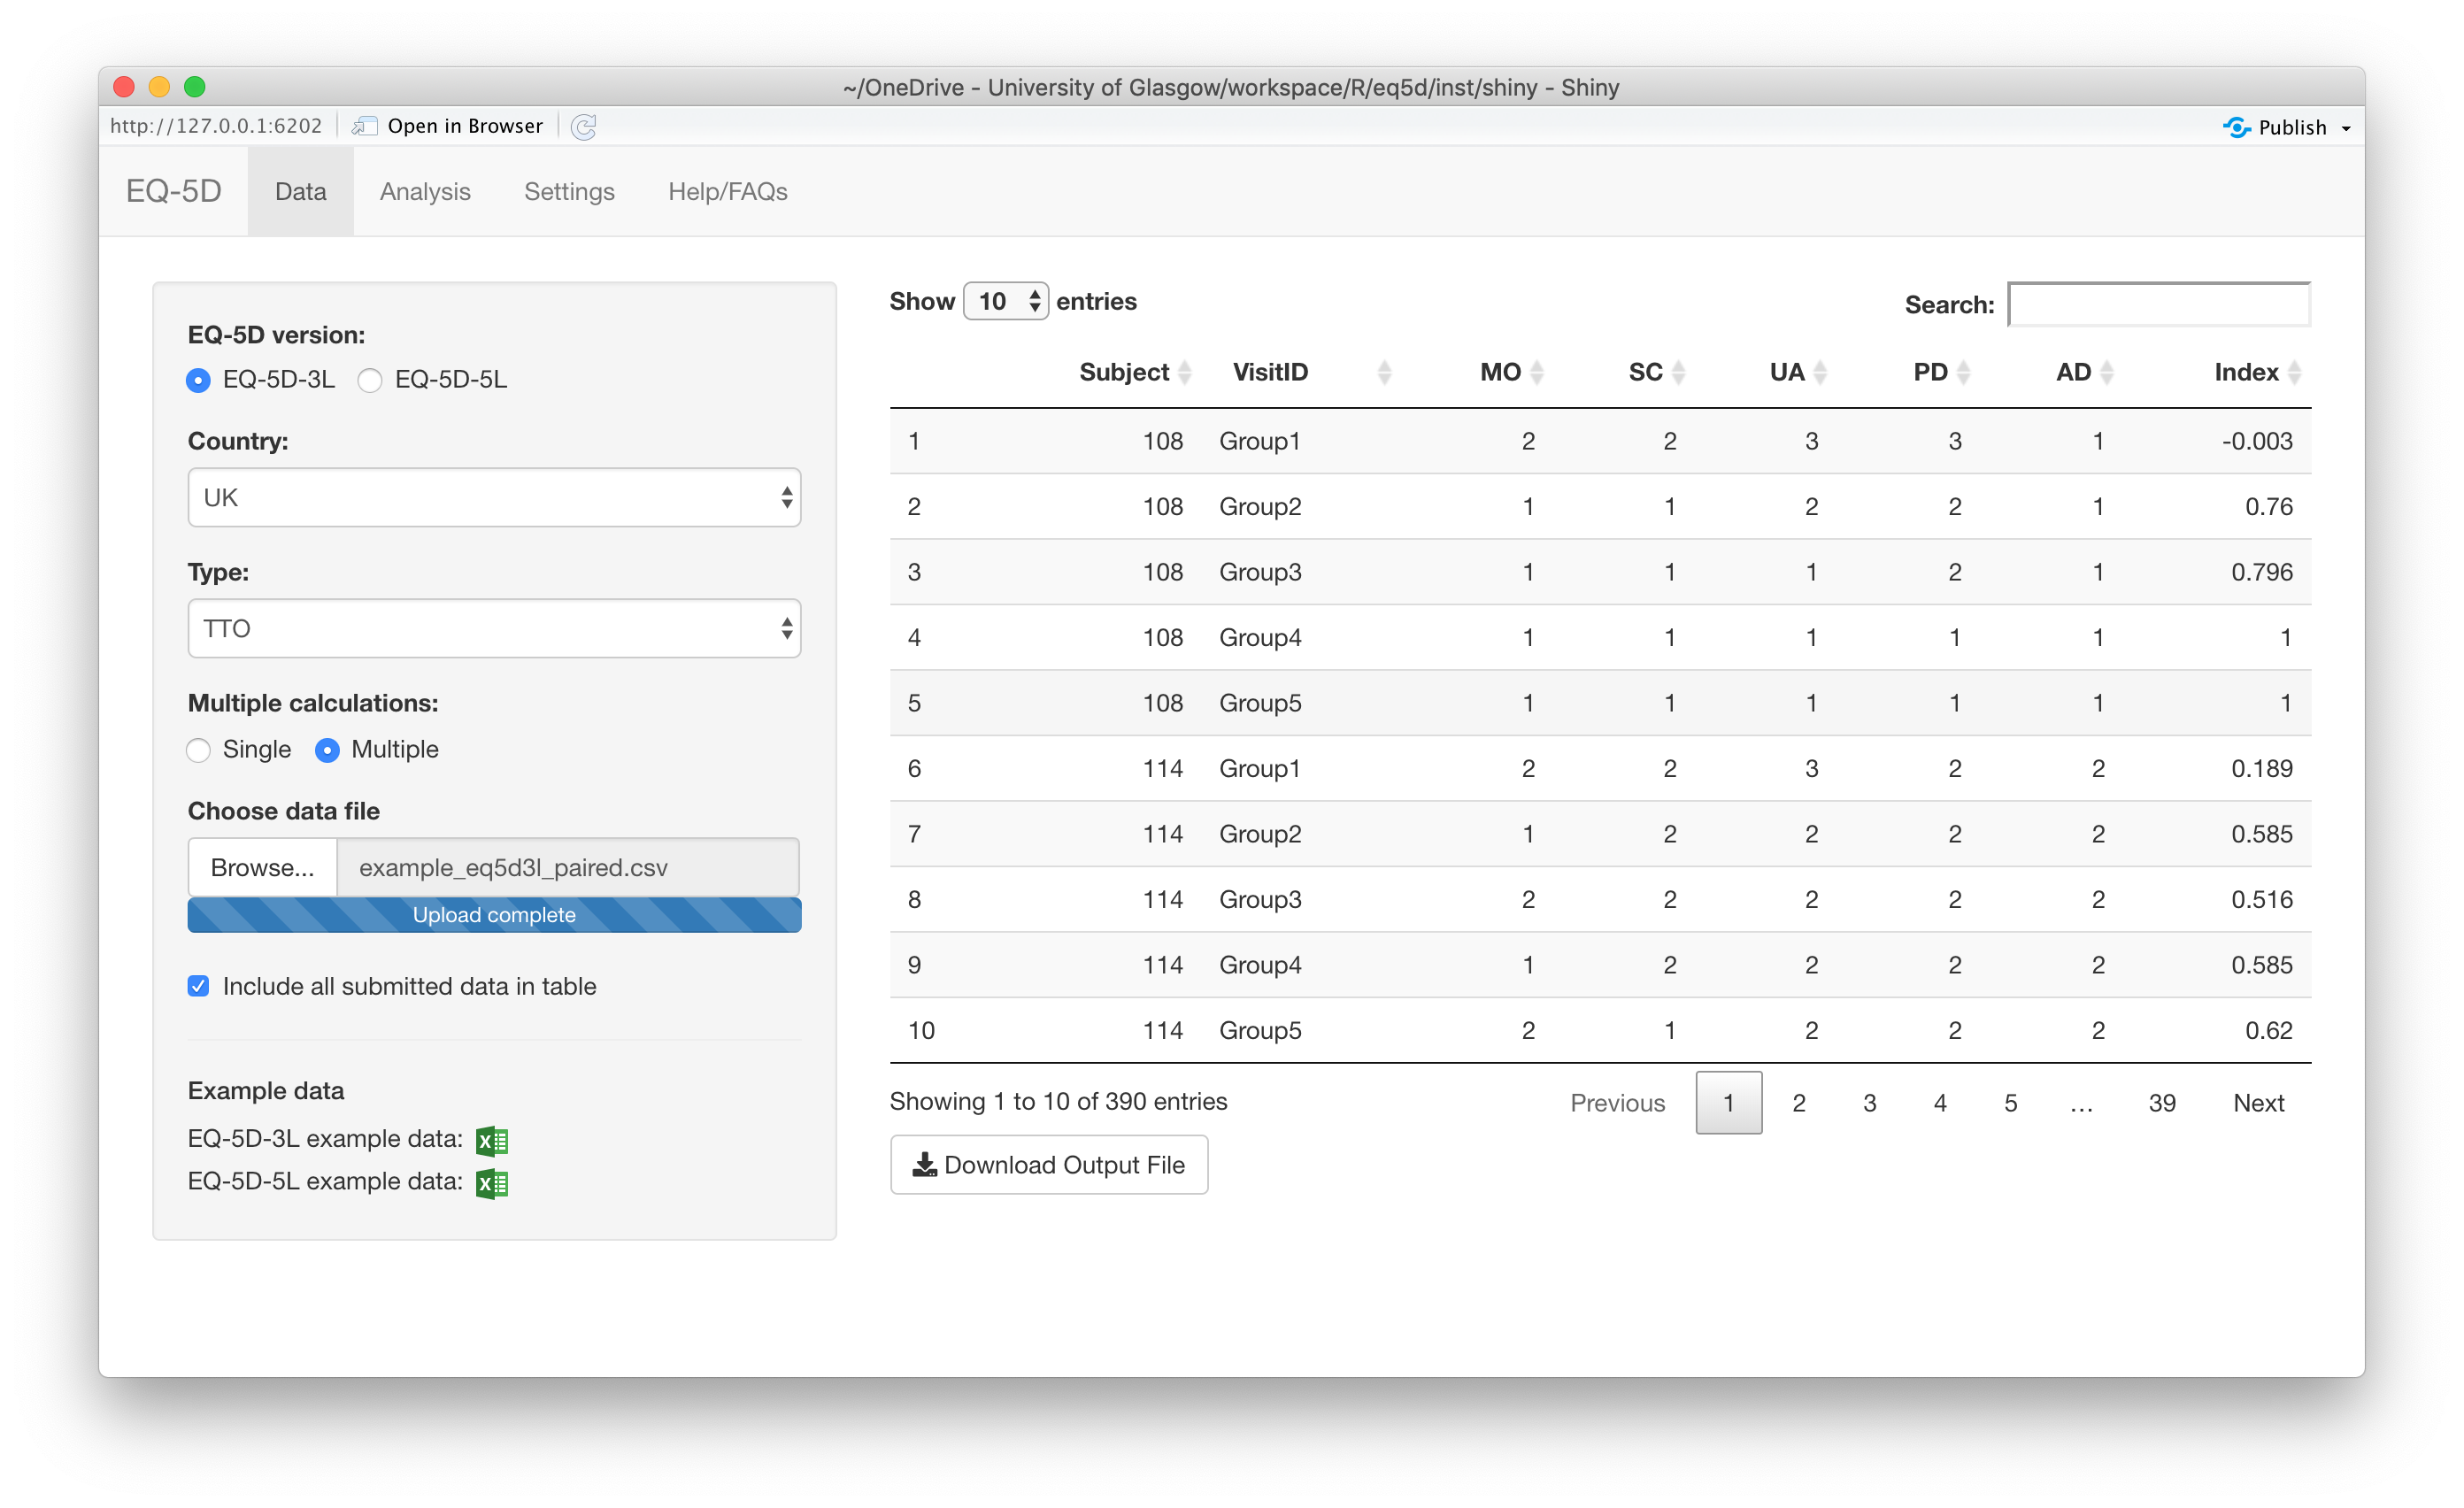 ~/OneDrive - University of Glasgow/workspace/R/eq5d/inst/shiny - Shiny
http://127.0.0.1:6202 Open in Browser Publish
EQ-5D Data Analysis Settings Help/FAQs
EQ-5D version:
EQ-5D-3L EQ-5D-5L
Country:
UK
Type:
TTO
Multiple calculations:
Single Multiple
Choose data file
Browse... example_eq5d3l_paired.csv
Upload complete
Include all submitted data in table
Example data
EQ-5D-3L example data:
EQ-5D-5L example data:
Show 10 entries
Search:
Subject VisitID MO SC UA PD AD Index
1 108 Group1 2 2 3 3 1 -0.003
2 108 Group2 1 1 2 2 1 0.76
3 108 Group3 1 1 1 2 1 0.796
4 108 Group4 1 1 1 1 1 1
5 108 Group5 1 1 1 1 1 1
6 114 Group1 2 2 3 2 2 0.189
7 114 Group2 1 2 2 2 2 0.585
8 114 Group3 2 2 2 2 2 0.516
9 114 Group4 1 2 2 2 2 0.585
10 114 Group5 2 1 2 2 2 0.62
Showing 1 to 10 of 390 entries
Previous 1 2 3 4 5 … 39 Next
Download Output File